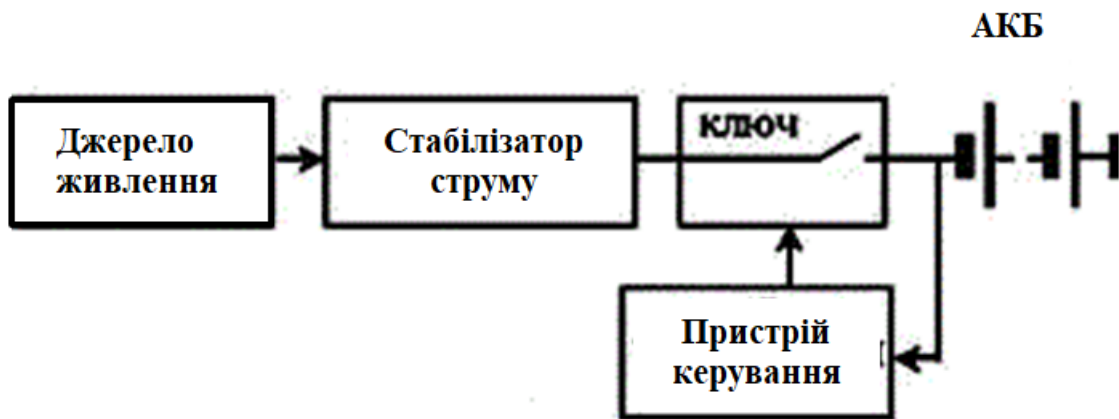 АКБ
Джерело
живлення
Стабілізатор
струму
ключ
Пристрій
керування